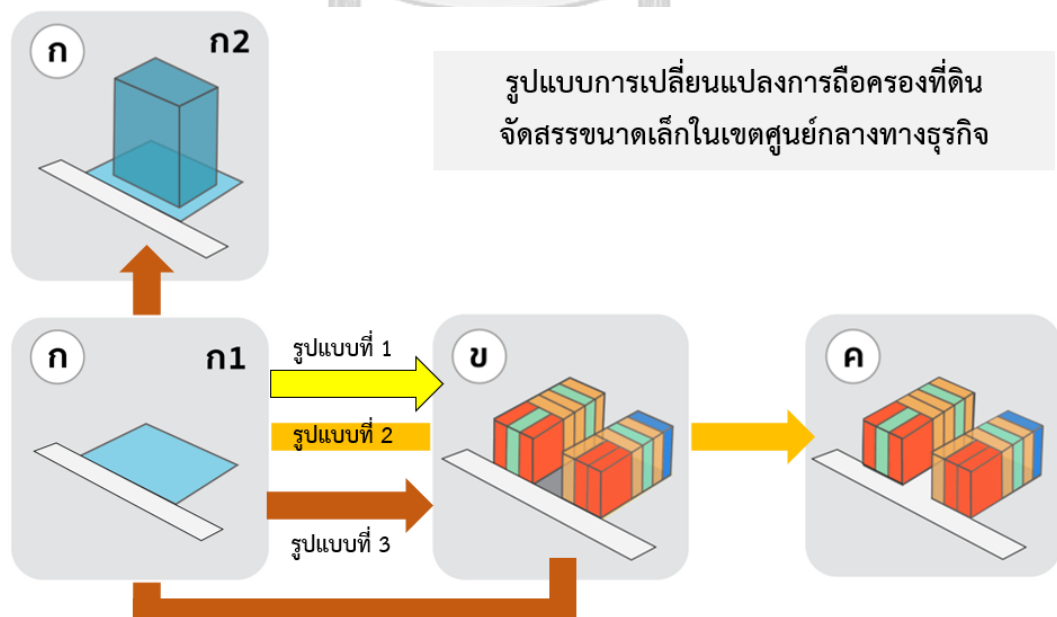 ก
ก2
รูปแบบการเปลี่ยนแปลงการถือครองที่ดิน
จัดสรรขนาดเล็กในเขตศูนย์กลางทางธุรกิจ
ก
ก1
รูปแบบที่ 1
รูปแบบที่ 2
รูปแบบที่ 3
ข
ค